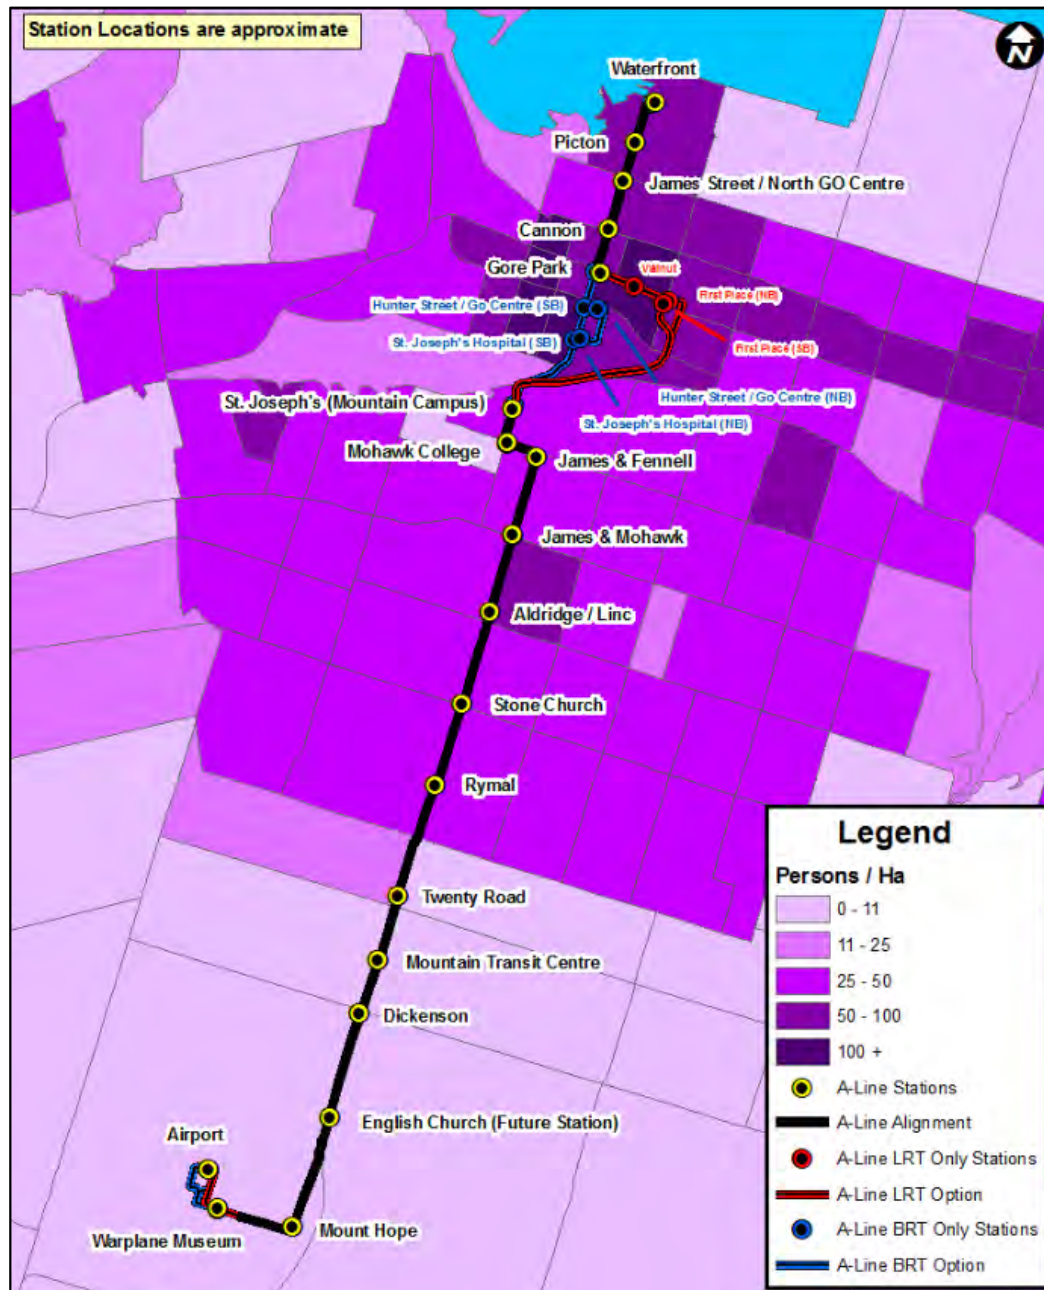 Station Locations are approximate
N
Waterfront
Picton
James Street / North GO Centre
Cannon
Gore Park
Walnut
First Place (NB)
Hunter Street / Go Centre (SB)
St. Joseph's Hospital (SB)
First Place (SB)
Hunter Street / Go Centre (NB)
St. Joseph's (Mountain Campus)
St. Joseph's Hospital (NB)
Mohawk College
James & Fennell
James & Mohawk
Aldridge / Linc
Stone Church
Rymal
Twenty Road
Mountain Transit Centre
Dickenson
English Church (Future Station)
Airport
Warplane Museum
Mount Hope
Legend
Persons / Ha
0 - 11
11 - 25
25 - 50
50 - 100
100 +
A-Line Stations
A-Line Alignment
A-Line LRT Only Stations
A-Line LRT Option
A-Line BRT Only Stations
A-Line BRT Option